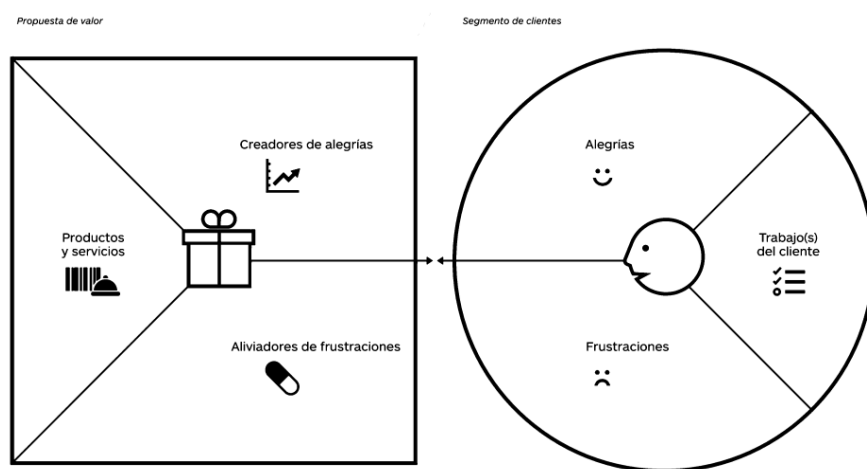 Propuesta de valor
Segmento de clientes
Creadores de alegrías
Productos
y servicios
Aliviadores de frustraciones
Alegrías
Trabajo(s)
del cliente
Frustraciones